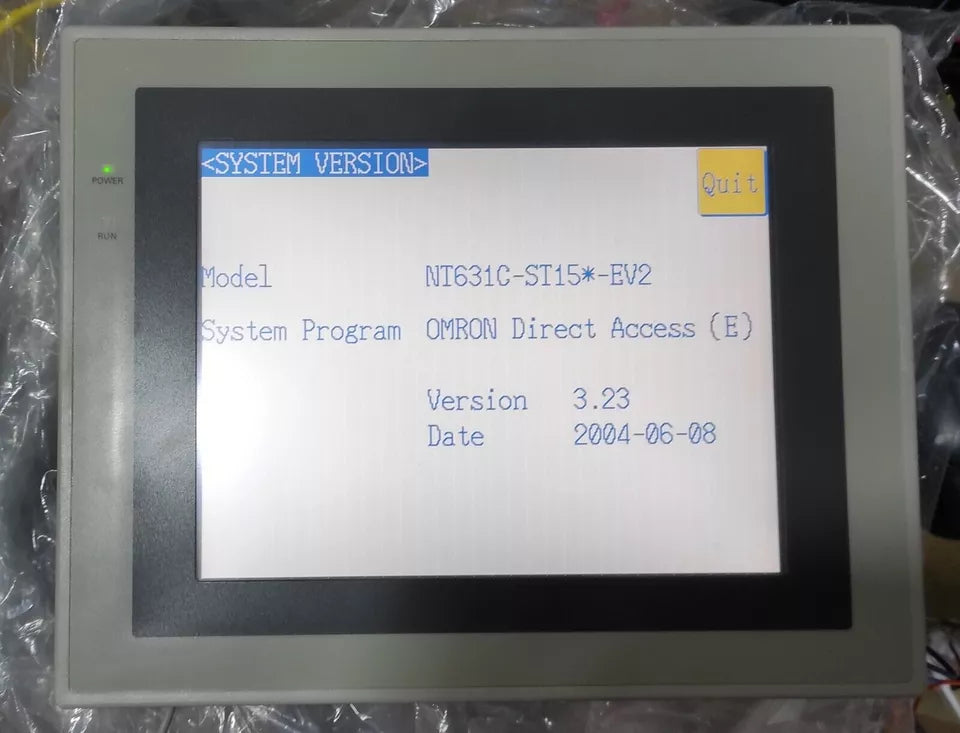 <SYSTEM VERSION>
Quit
POWER
RUN
Model NT631C-ST15*-EV2
System Program OMRON Direct Access (E)
Version 3.23
Date 2004-06-08